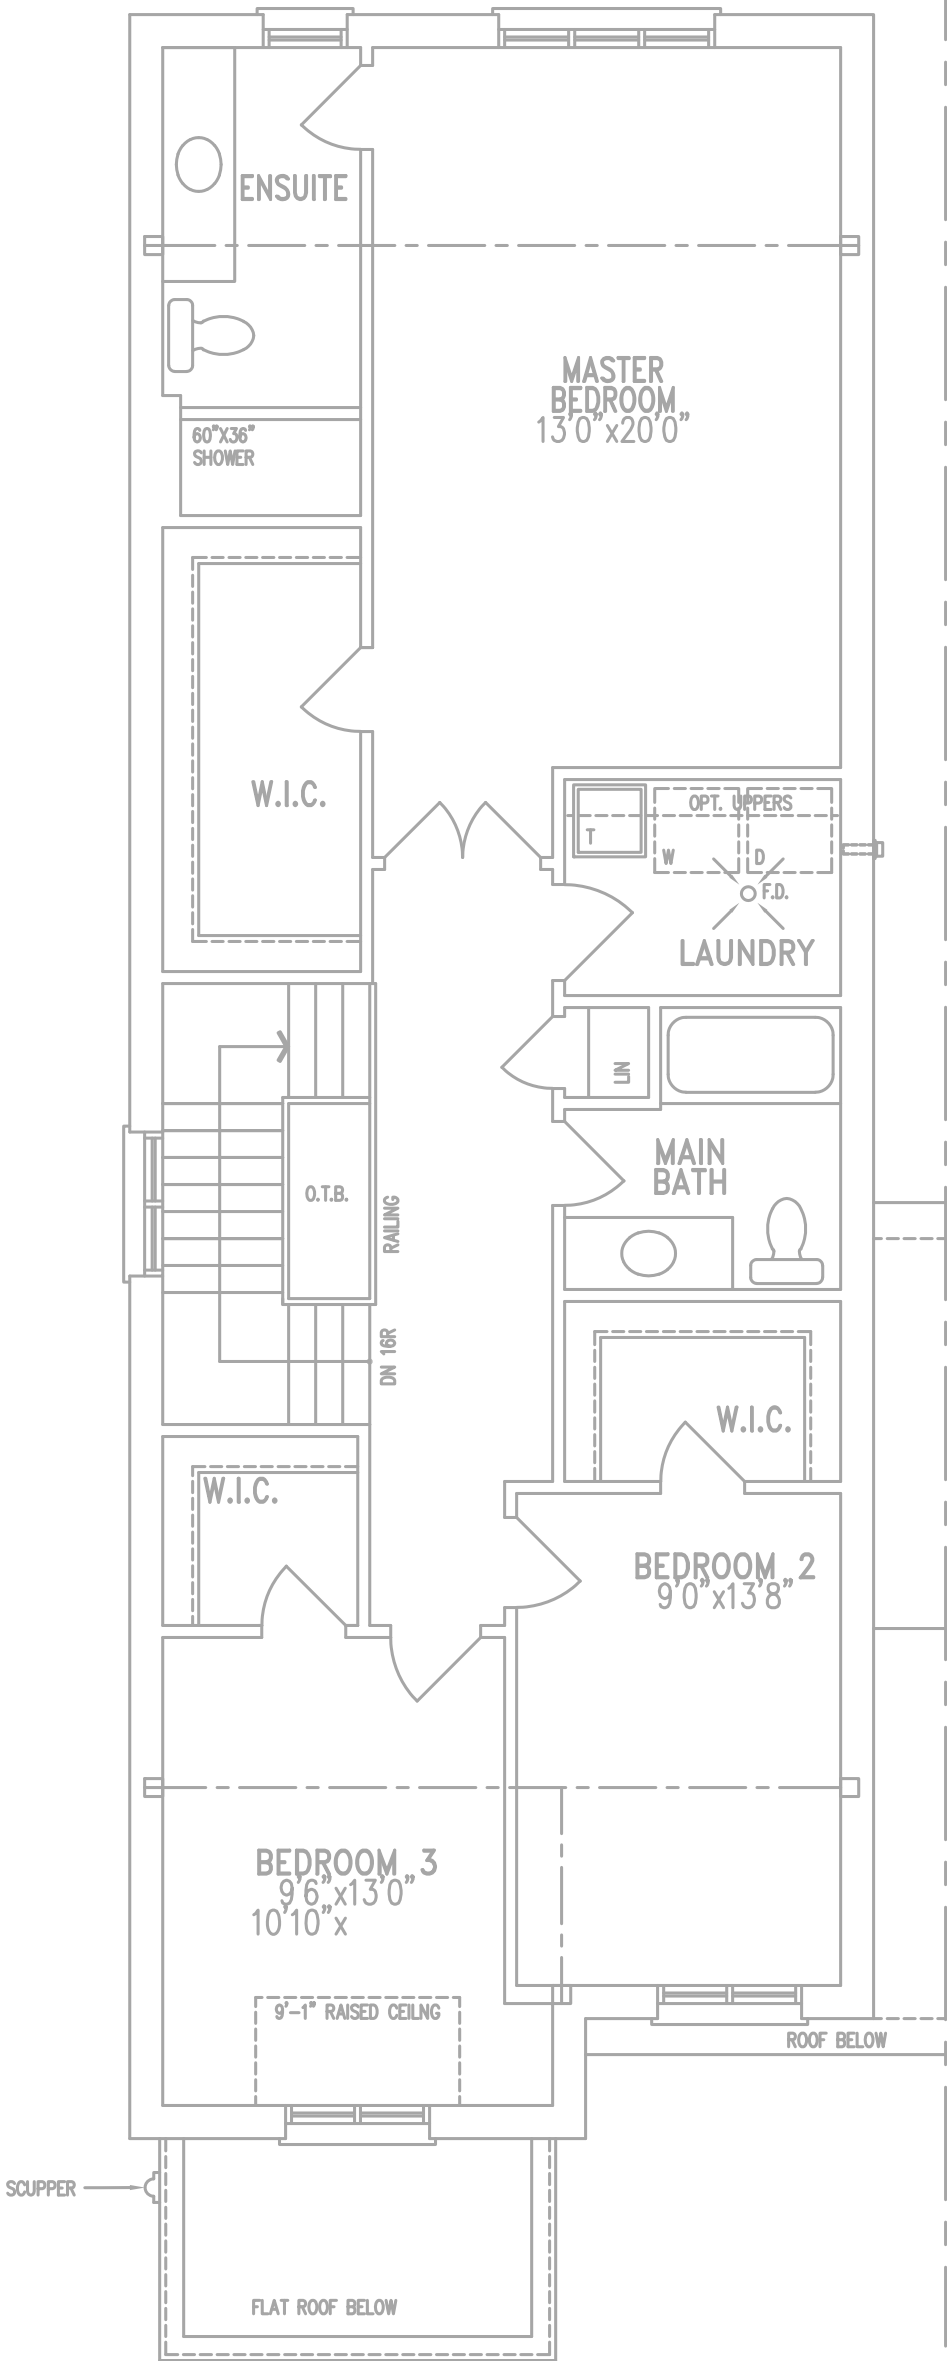 ENSUITE
MASTER
BEDROOM
13'0"x20'0"
60"X36"
SHOWER
W.I.C.
OPT. UPPERS
T
W
D
F.D.
LAUNDRY
LIN
MAIN
BATH
O.T.B.
RAILING
DN 16R
W.I.C.
W.I.C.
BEDROOM 2
9'0"x13'8"
BEDROOM 3
9'6"x13'0"
10'10"x
9'-1" RAISED CEILNG
ROOF BELOW
SCUPPER
FLAT ROOF BELOW